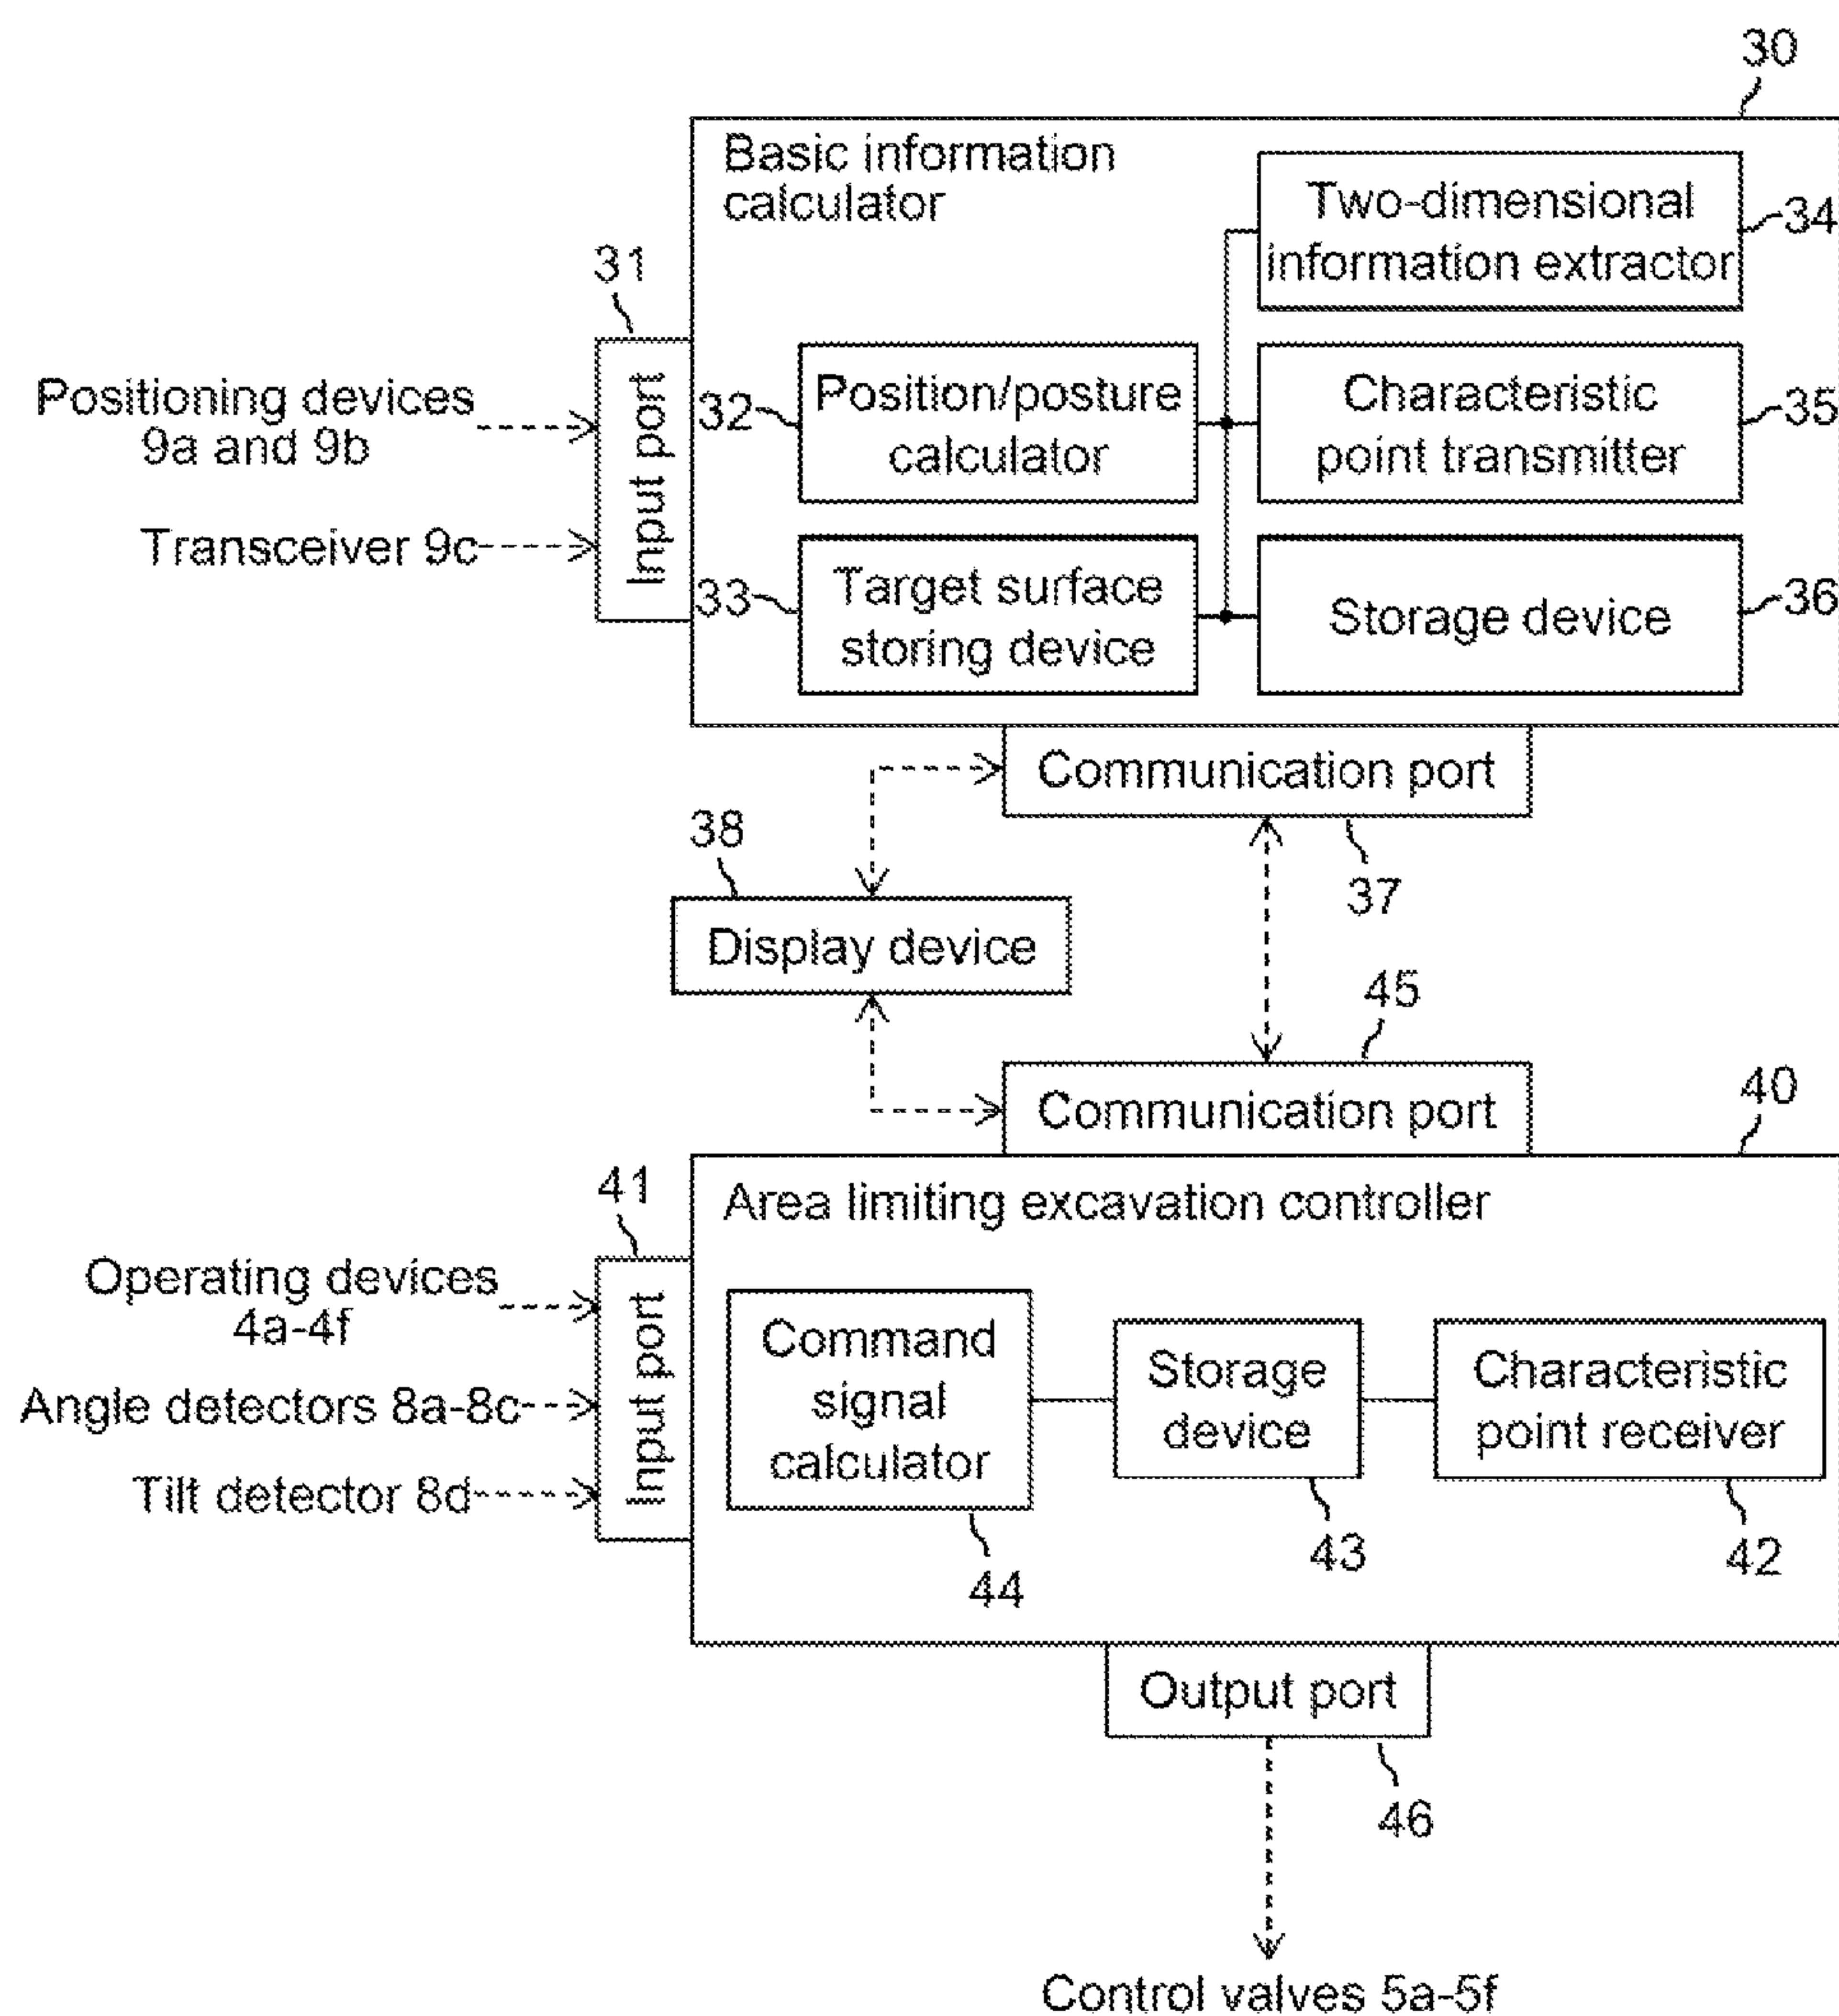 30
Basic information
calculator
Two-dimensional
information extractor
34
31
Input port
Positioning devices
9a and 9b
Transceiver 9c
32
Position/posture
calculator
Characteristic
point transmitter
35
33
Target surface
storing device
Storage device
36
Communication port
37
38
Display device
45
Communication port
40
41
Input port
Area limiting excavation controller
Operating devices
4a-4f
Angle detectors 8a-8c
Tilt detector 8d
Command
signal
calculator
44
Storage
device
43
Characteristic
point receiver
42
Output port
46
Control valves 5a-5f